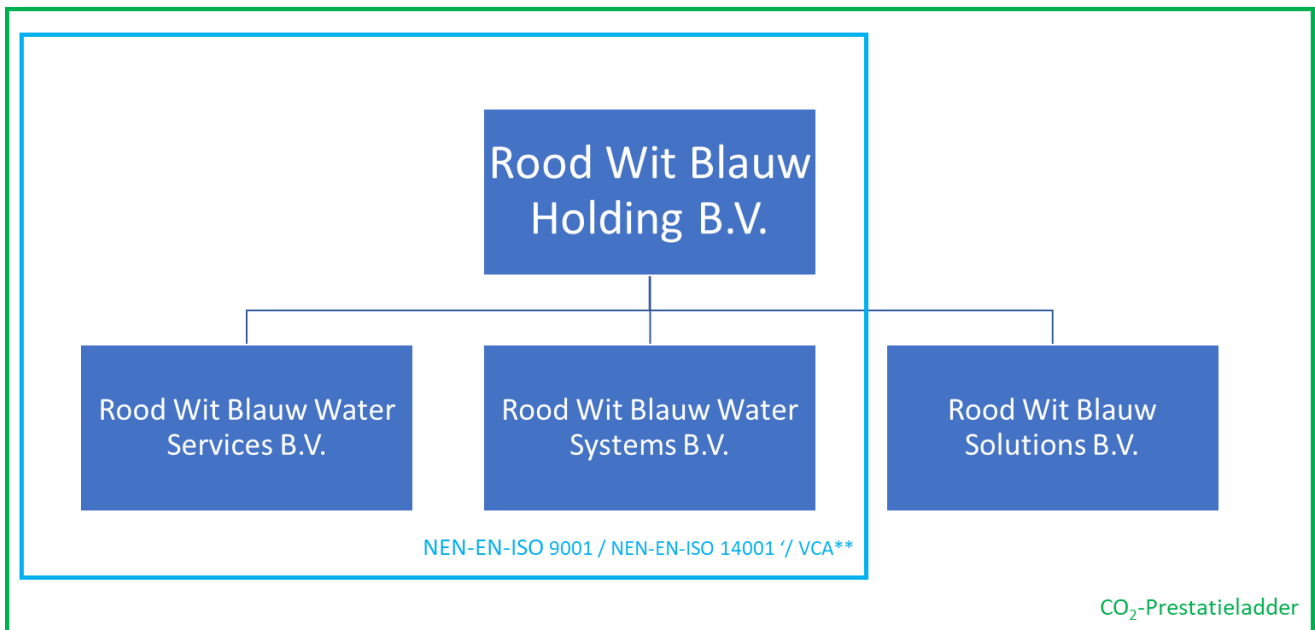 Rood Wit Blauw
Holding B.V.
Rood Wit Blauw Water
Services B.V.
Rood Wit Blauw Water
Systems B.V.
Rood Wit Blauw
Solutions B.V.
NEN-EN-ISO 9001 / NEN-EN-ISO 14001 ‘/ VCA**
CO₂-Prestatieladder